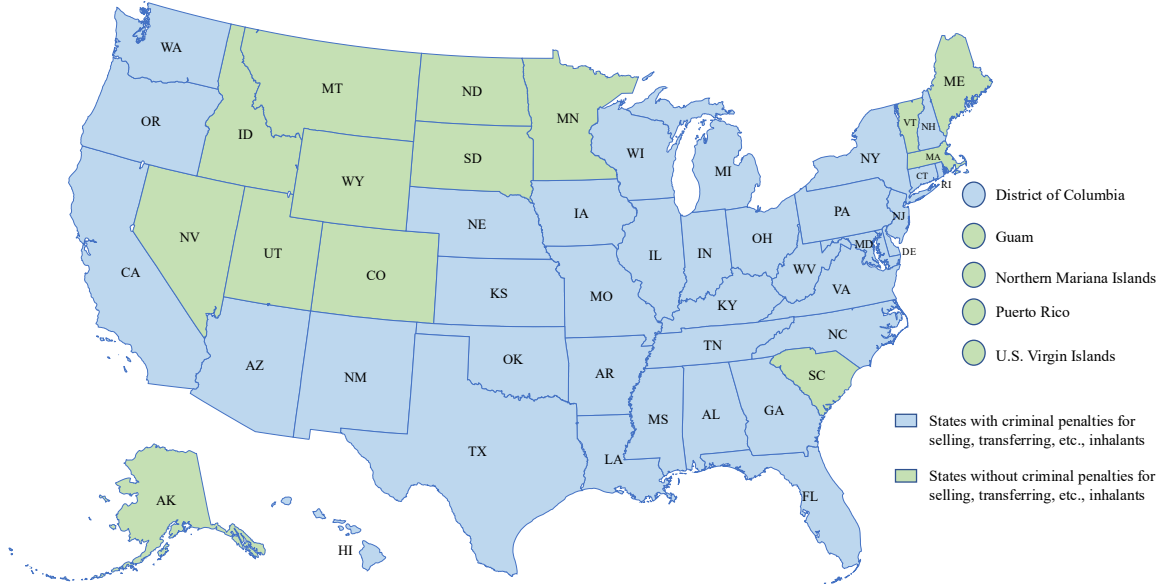 WA
MT
ND
MN
ME
OR
ID
SD
WI
MI
VT
NH
NY
MA
CT
RI
WY
NV
UT
CO
NE
IA
IL
IN
OH
PA
NJ
MD
DE
WV
VA
CA
KS
MO
KY
NC
TN
AZ
NM
OK
AR
SC
MS
AL
GA
TX
LA
FL
AK
HI
District of Columbia
Guam
Northern Mariana Islands
Puerto Rico
U.S. Virgin Islands
States with criminal penalties for
selling, transferring, etc., inhalants
States without criminal penalties for
selling, transferring, etc., inhalants